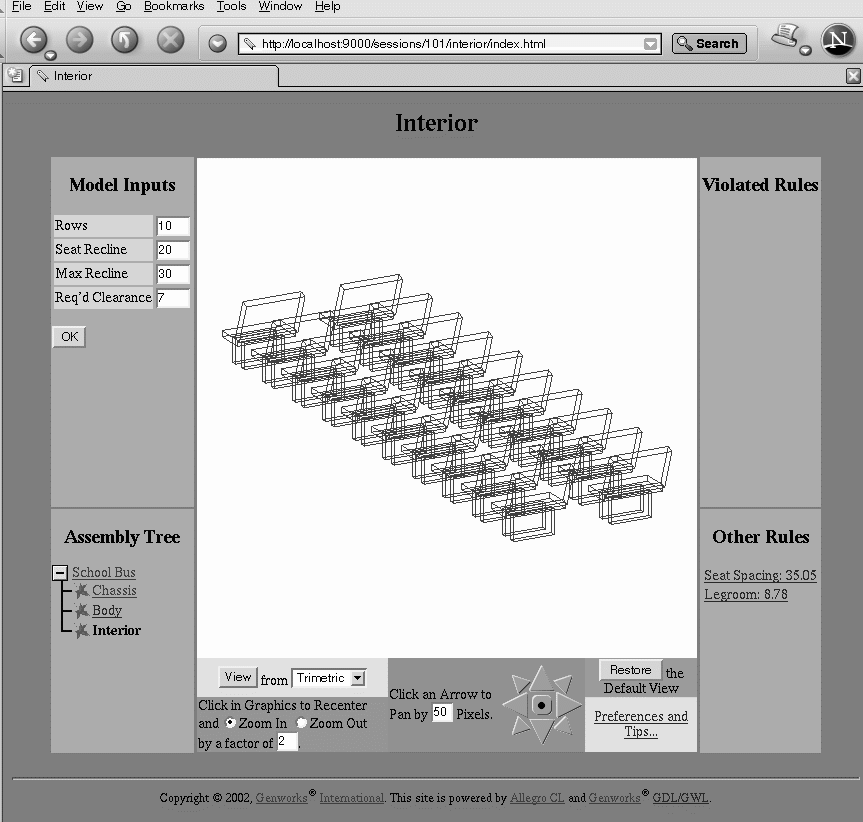 File Edit View Go Bookmarks Tools Window Help
http://localhost:9000/sessions/101/interior/index.html
Search
N
Interior
Interior
Model Inputs
Rows 10
Seat Recline 20
Max Recline 30
Req'd Clearance 7
OK
Violated Rules
Assembly Tree
School Bus
Chassis
Body
Interior
Other Rules
Seat Spacing: 35.05
Legroom: 8.78
View from Trimetric
Click in Graphics to Recenter
and Zoom In Zoom Out
by a factor of 2.
Click an Arrow to
Pan by 50 Pixels.
Restore the
Default View
Preferences and
Tips...
Copyright © 2002, Genworks® International. This site is powered by Allegro CL and Genworks® GDL/GWL.